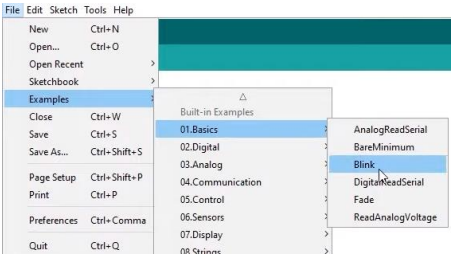 File Edit Sketch Tools Help
New Ctrl+N
Open... Ctrl+O
Open Recent
Sketchbook
Examples
Close Ctrl+W
Save Ctrl+S
Save As... Ctrl+Shift+S
Page Setup Ctrl+Shift+P
Print Ctrl+P
Preferences Ctrl+Comma
Quit Ctrl+Q
Built-in Examples
01.Basics
02.Digital
03.Analog
04.Communication
05.Control
06.Sensors
07.Display
08.Strings
AnalogReadSerial
BareMinimum
Blink
DigitalReadSerial
Fade
ReadAnalogVoltage